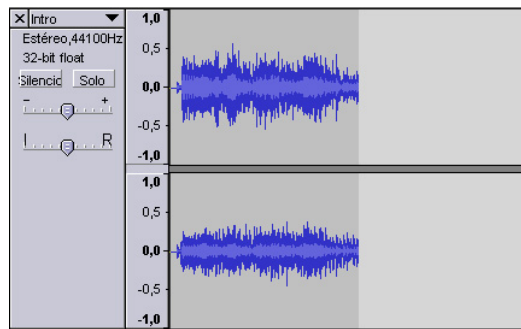 × Intro
Estéreo,44100Hz
32-bit float
Silencio Solo
- +
L R
1,0
0,5
0,0
-0,5
-1,0
1,0
0,5
0,0
-0,5
-1,0